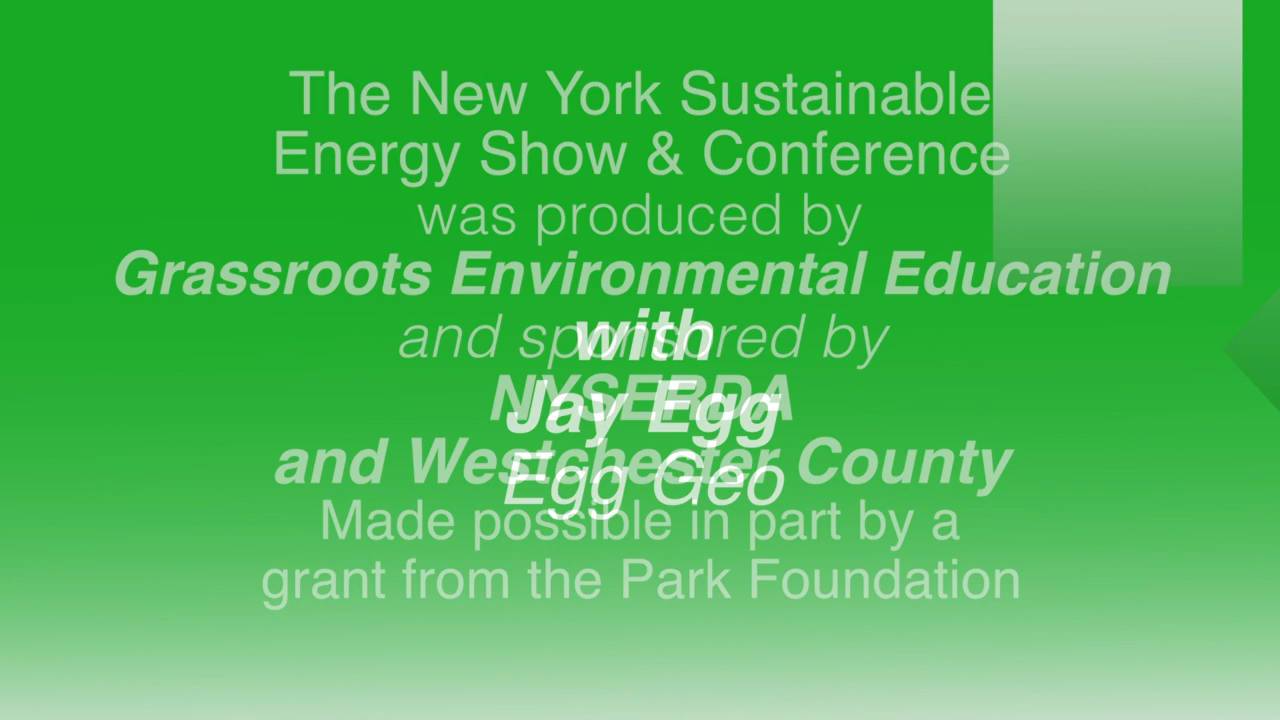 The New York Sustainable
Energy Show & Conference
was produced by
Grassroots Environmental Education
and sponsored by
with
NYSERDA
Jay Egg
and Westchester County
Egg Geo
Made possible in part by a
grant from the Park Foundation